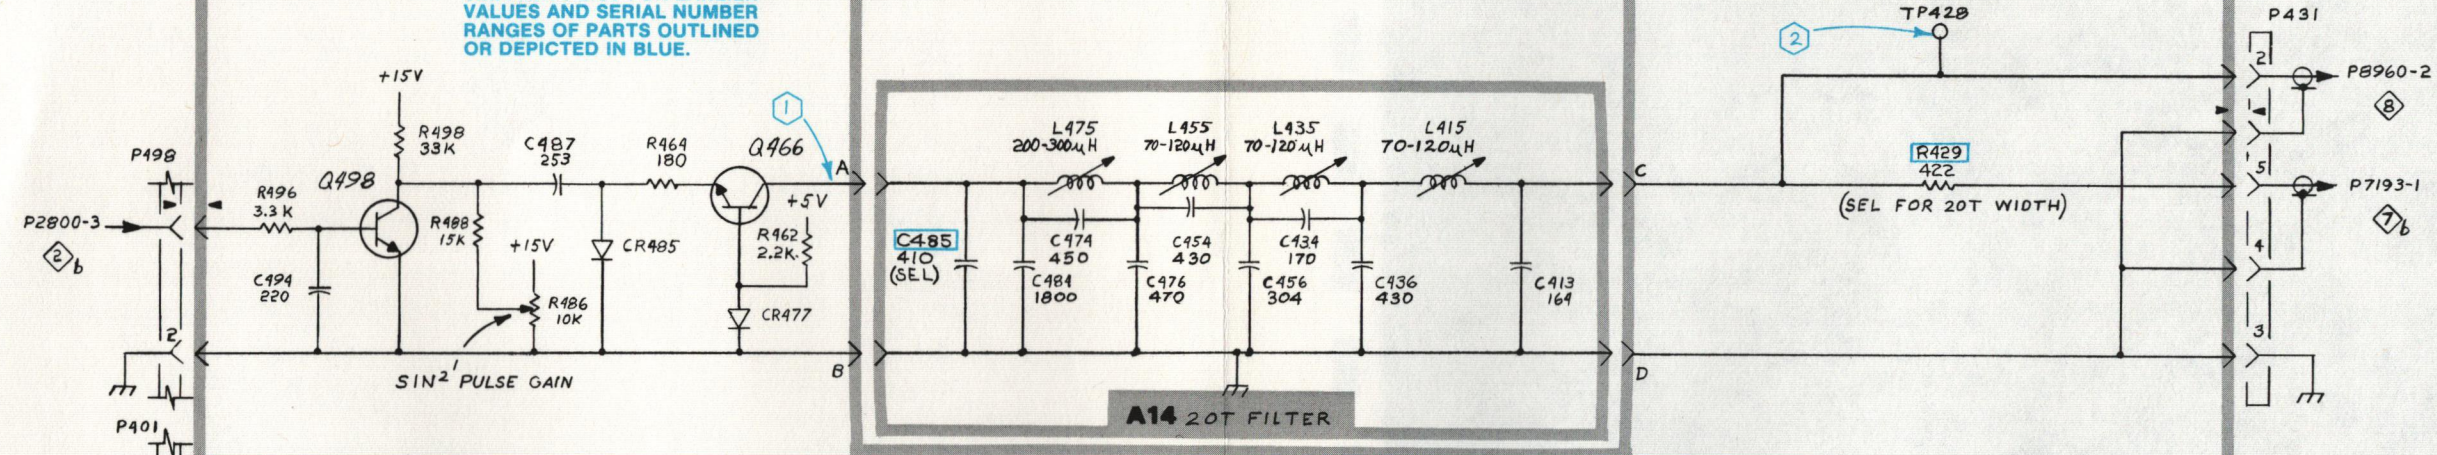 VALUES AND SERIAL NUMBER
RANGES OF PARTS OUTLINED
OR DEPICTED IN BLUE.
+15V
R498
33K
P498
R496
3.3K
Q498
P2800-3
2 b
C494
220
2
P401
R488
15K
+15V
R486
10K
SIN2' PULSE GAIN
C487
253
CR485
R464
180
Q466
+5V
R462
2.2K
CR477
1
A
B
C485
410
(SEL)
L475
200-300µH
L455
70-120µH
L435
70-120µH
L415
70-120µH
C474
450
C454
430
C434
170
C484
1800
C476
470
C456
304
C436
430
C413
164
A14 20T FILTER
C
D
2
TP428
R429
422
(SEL FOR 20T WIDTH)
P431
2
P8960-2
8
1
5
P7193-1
7 b
4
3